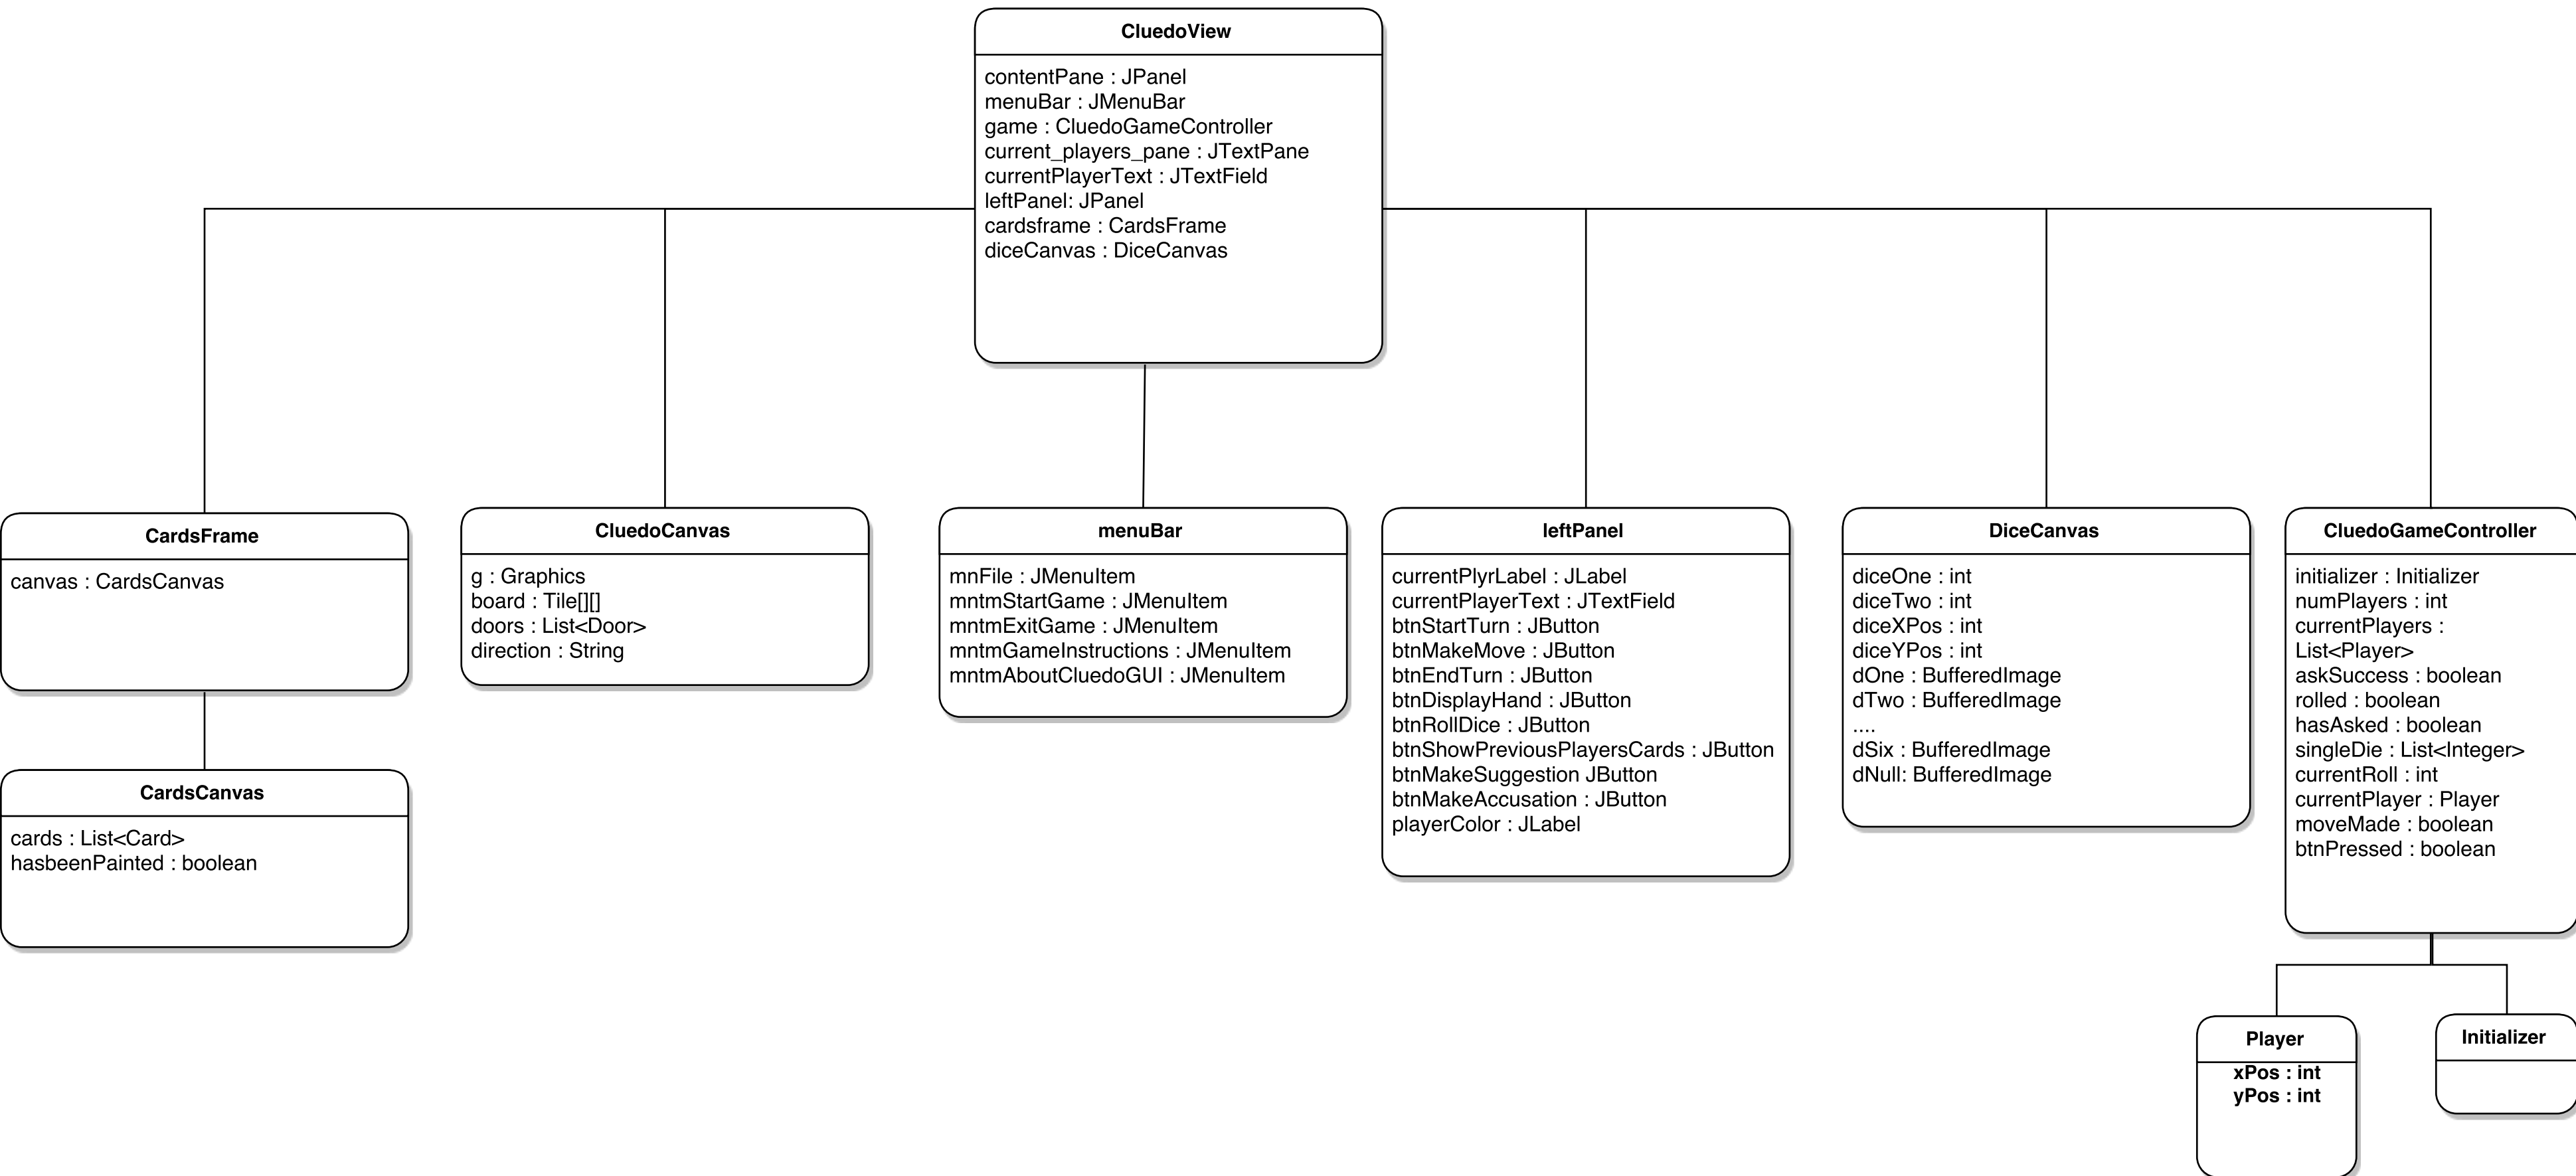 CluedoView
contentPane : JPanel
menuBar : JMenuBar
game : CluedoGameController
current_players_pane : JTextPane
currentPlayerText : JTextField
leftPanel: JPanel
cardsframe : CardsFrame
diceCanvas : DiceCanvas
CardsFrame
canvas : CardsCanvas
CluedoCanvas
g : Graphics
board : Tile[][]
doors : List<Door>
direction : String
menuBar
mnFile : JMenuItem
mntmStartGame : JMenuItem
mntmExitGame : JMenuItem
mntmGameInstructions : JMenuItem
mntmAboutCluedoGUI : JMenuItem
leftPanel
currentPlyrLabel : JLabel
currentPlayerText : JTextField
btnStartTurn : JButton
btnMakeMove : JButton
btnEndTurn : JButton
btnDisplayHand : JButton
btnRollDice : JButton
btnShowPreviousPlayersCards : JButton
btnMakeSuggestion JButton
btnMakeAccusation : JButton
playerColor : JLabel
DiceCanvas
diceOne : int
diceTwo : int
diceXPos : int
diceYPos : int
dOne : BufferedImage
dTwo : BufferedImage
....
dSix : BufferedImage
dNull: BufferedImage
CluedoGameController
initializer : Initializer
numPlayers : int
currentPlayers :
List<Player>
askSuccess : boolean
rolled : boolean
hasAsked : boolean
singleDie : List<Integer>
currentRoll : int
currentPlayer : Player
moveMade : boolean
btnPressed : boolean
CardsCanvas
cards : List<Card>
hasbeenPainted : boolean
Player
xPos : int
yPos : int
Initializer